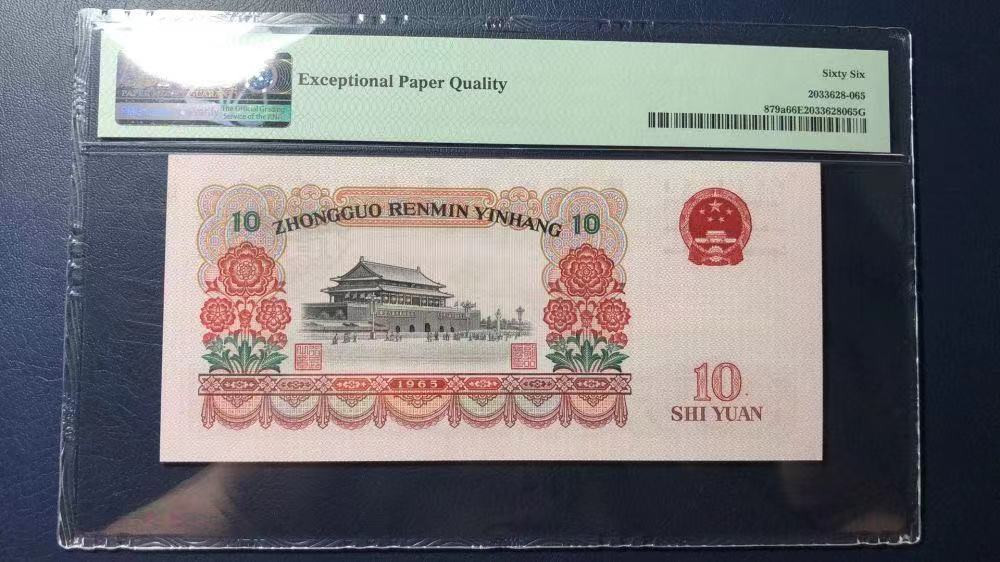 Exceptional Paper Quality
Sixty Six
2033628-065
879a66E2033628065G
The Official Grading
Service of the
10 ZHONGGUO RENMIN YINHANG 10
1965
10
SHI YUAN